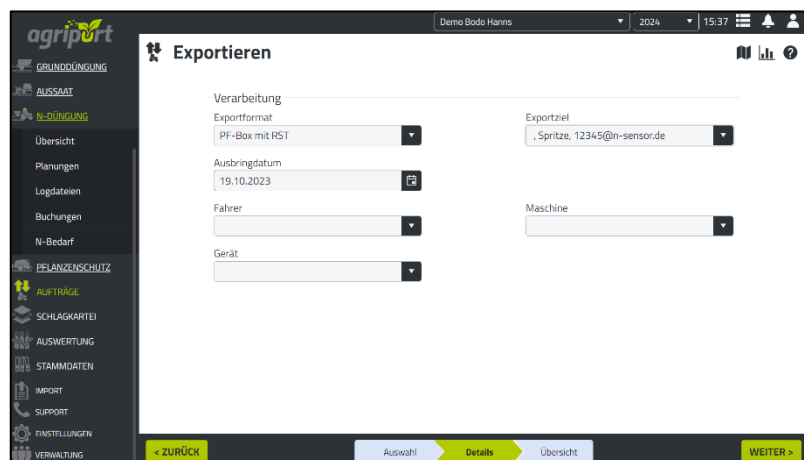 agriport
Demo Bodo Hanns
2024
15:37
Exportieren
GRUNDDÜNGUNG
AUSSAAT
N-DÜNGUNG
Übersicht
Planungen
Logdateien
Buchungen
N-Bedarf
PFLANZENSCHUTZ
AUFTRÄGE
SCHLAGKARTEI
AUSWERTUNG
STAMMDATEN
IMPORT
SUPPORT
EINSTELLUNGEN
VERWALTUNG
Verarbeitung
Exportformat
PF-Box mit RST
Exportziel
, Spritze, 12345@n-sensor.de
Ausbringdatum
19.10.2023
Fahrer
Maschine
Gerät
< ZURÜCK
Auswahl
Details
Übersicht
WEITER >